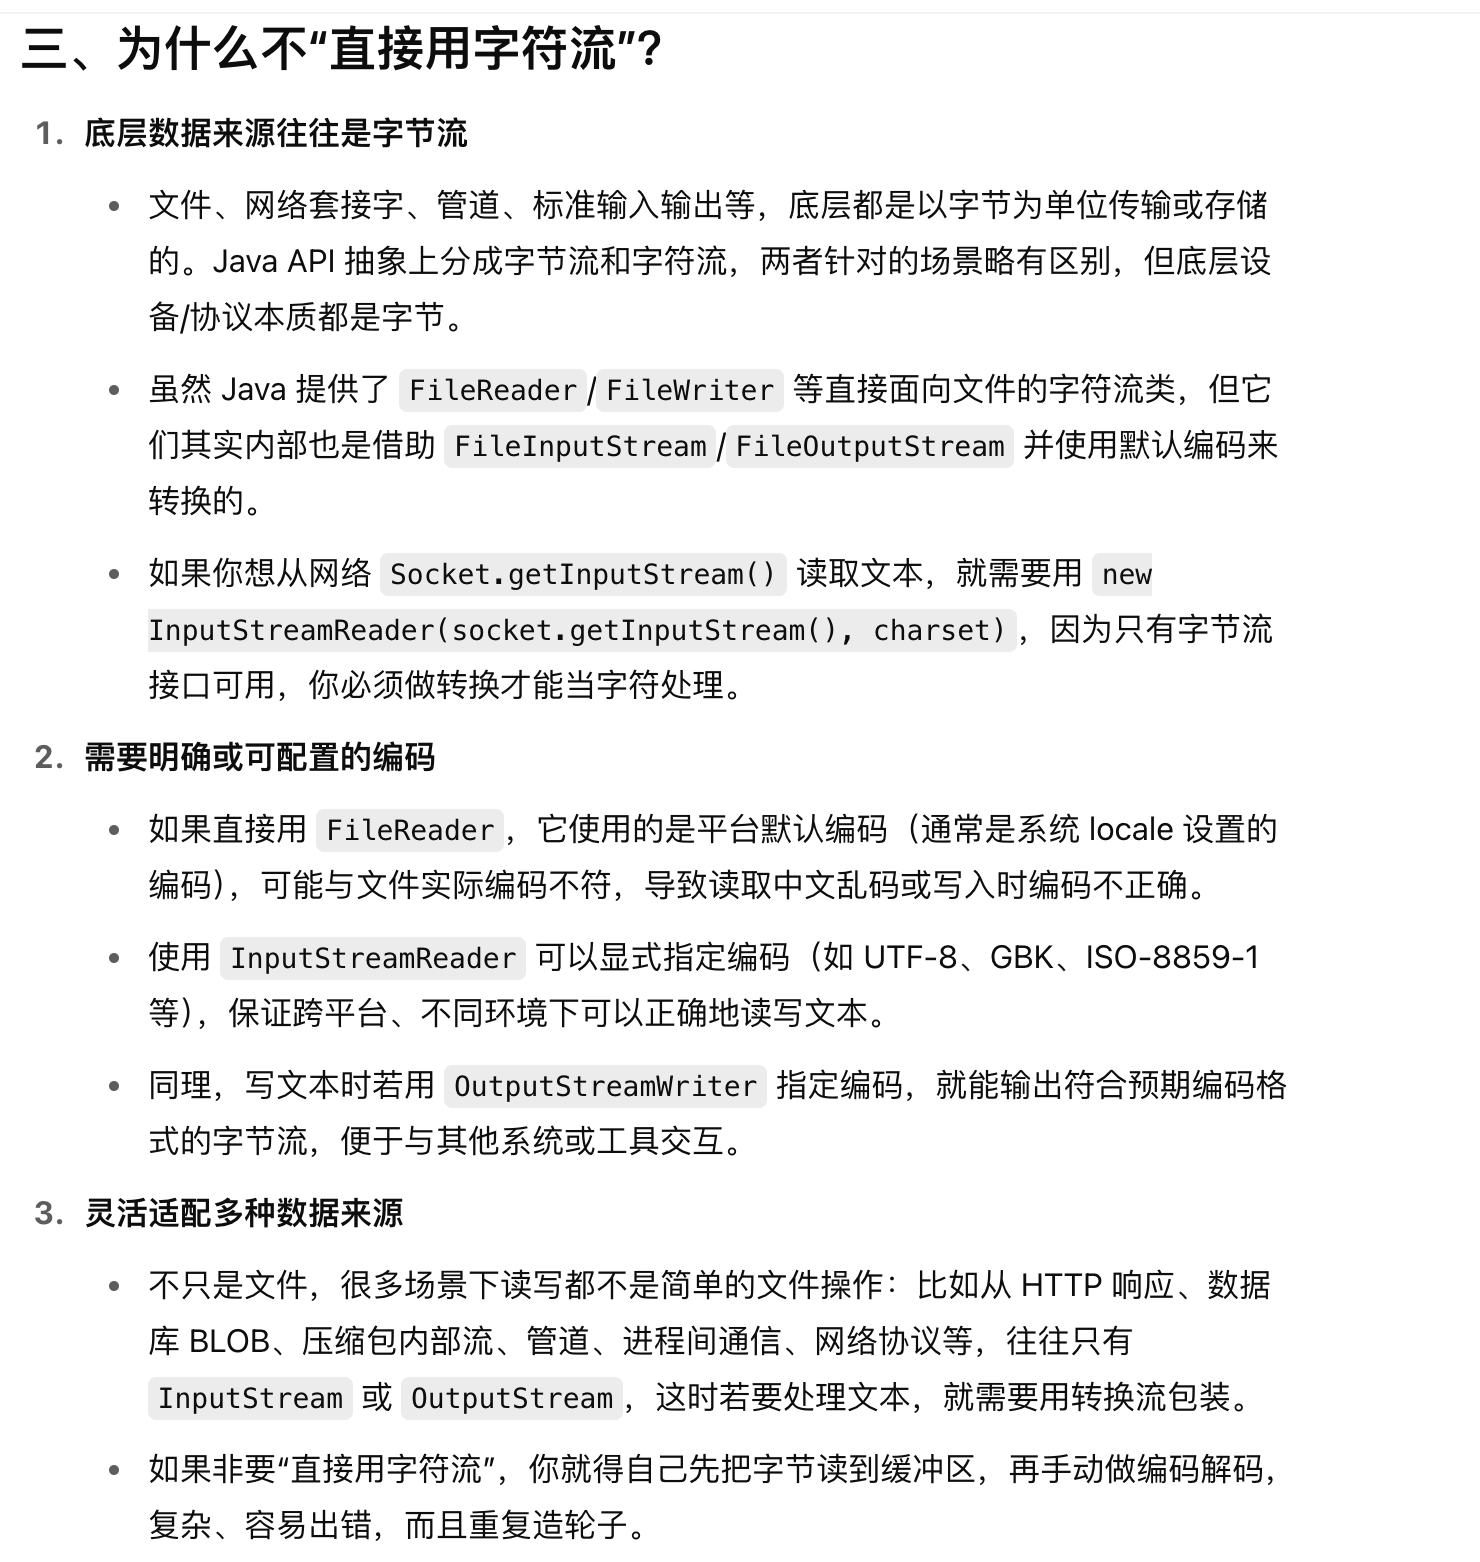 三、为什么不“直接用字符流”?
1. 底层数据来源往往是字节流
• 文件、网络套接字、管道、标准输入输出等，底层都是以字节为单位传输或存储
的。Java API 抽象上分成字节流和字符流，两者针对的场景略有区别，但底层设
备/协议本质都是字节。
• 虽然 Java 提供了 FileReader/FileWriter 等直接面向文件的字符流类，但它
们其实内部也是借助 FileInputStream/FileOutputStream 并使用默认编码来
转换的。
• 如果你想从网络 Socket.getInputStream() 读取文本，就需要用 new
InputStreamReader(socket.getInputStream(), charset)，因为只有字节流
接口可用，你必须做转换才能当字符处理。
2. 需要明确或可配置的编码
• 如果直接用 FileReader，它使用的是平台默认编码（通常是系统 locale 设置的
编码），可能与文件实际编码不符，导致读取中文乱码或写入时编码不正确。
• 使用 InputStreamReader 可以显式指定编码（如 UTF-8、GBK、ISO-8859-1
等），保证跨平台、不同环境下可以正确地读写文本。
• 同理，写文本时若用 OutputStreamWriter 指定编码，就能输出符合预期编码格
式的字节流，便于与其他系统或工具交互。
3. 灵活适配多种数据来源
• 不只是文件，很多场景下读写都不是简单的文件操作：比如从 HTTP 响应、数据
库 BLOB、压缩包内部流、管道、进程间通信、网络协议等，往往只有
InputStream 或 OutputStream，这时若要处理文本，就需要用转换流包装。
• 如果非要“直接用字符流”，你就得自己先把字节读到缓冲区，再手动做编码解码，
复杂、容易出错，而且重复造轮子。